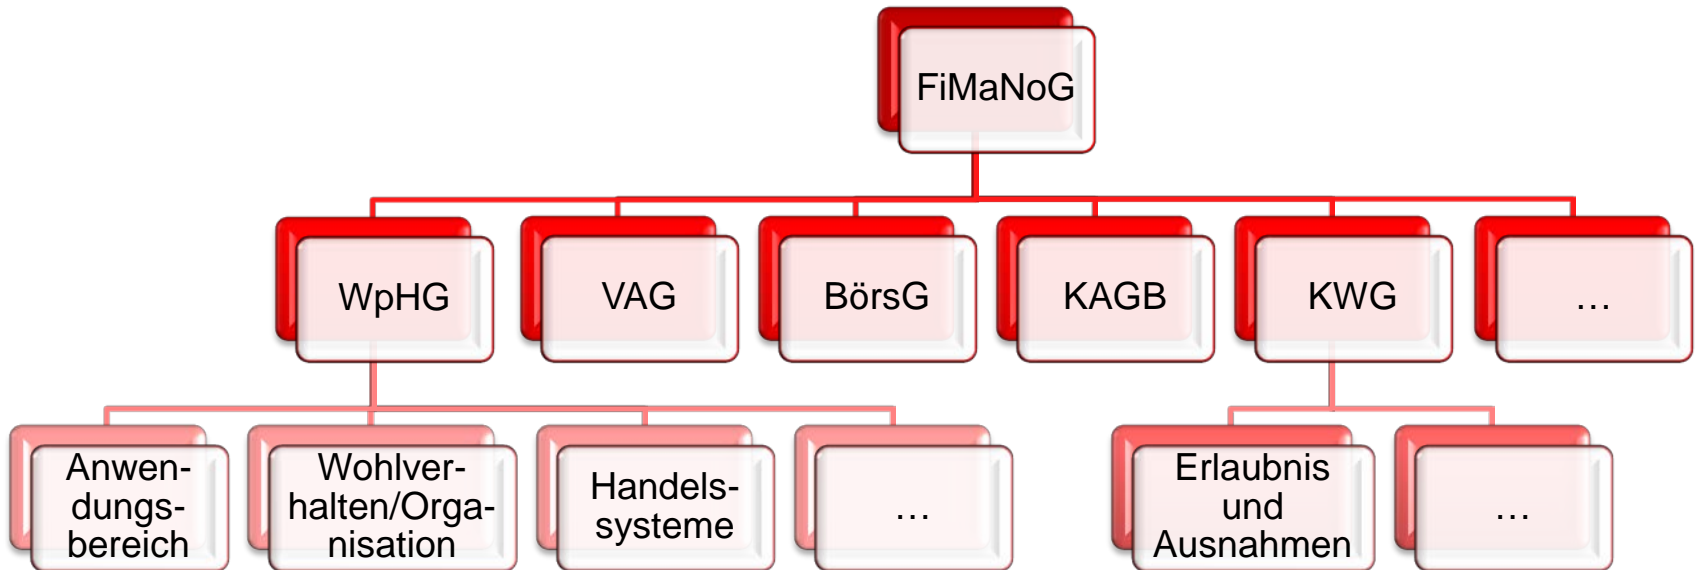 FiMaNoG
WpHG
VAG
BörsG
KAGB
KWG
…
Anwen-
dungs-
bereich
Wohlver-
halten/Orga-
nisation
Handels-
systeme
…
Erlaubnis
und
Ausnahmen
…